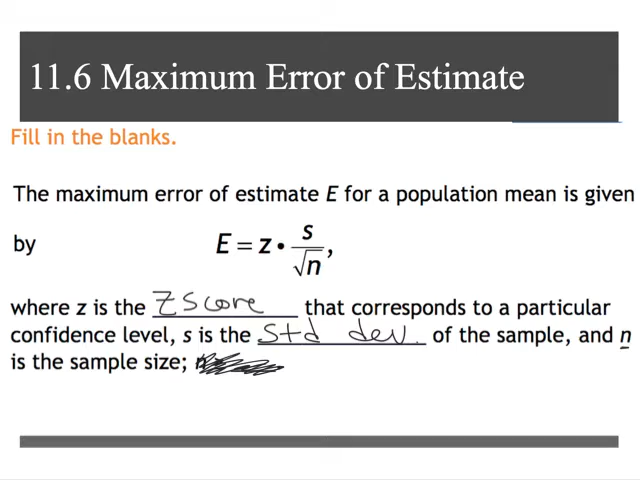 11.6 Maximum Error of Estimate
Fill in the blanks.
The maximum error of estimate E for a population mean is given
by E = z • s/√n,
where z is the z score that corresponds to a particular
confidence level, s is the std dev. of the sample, and n
is the sample size;